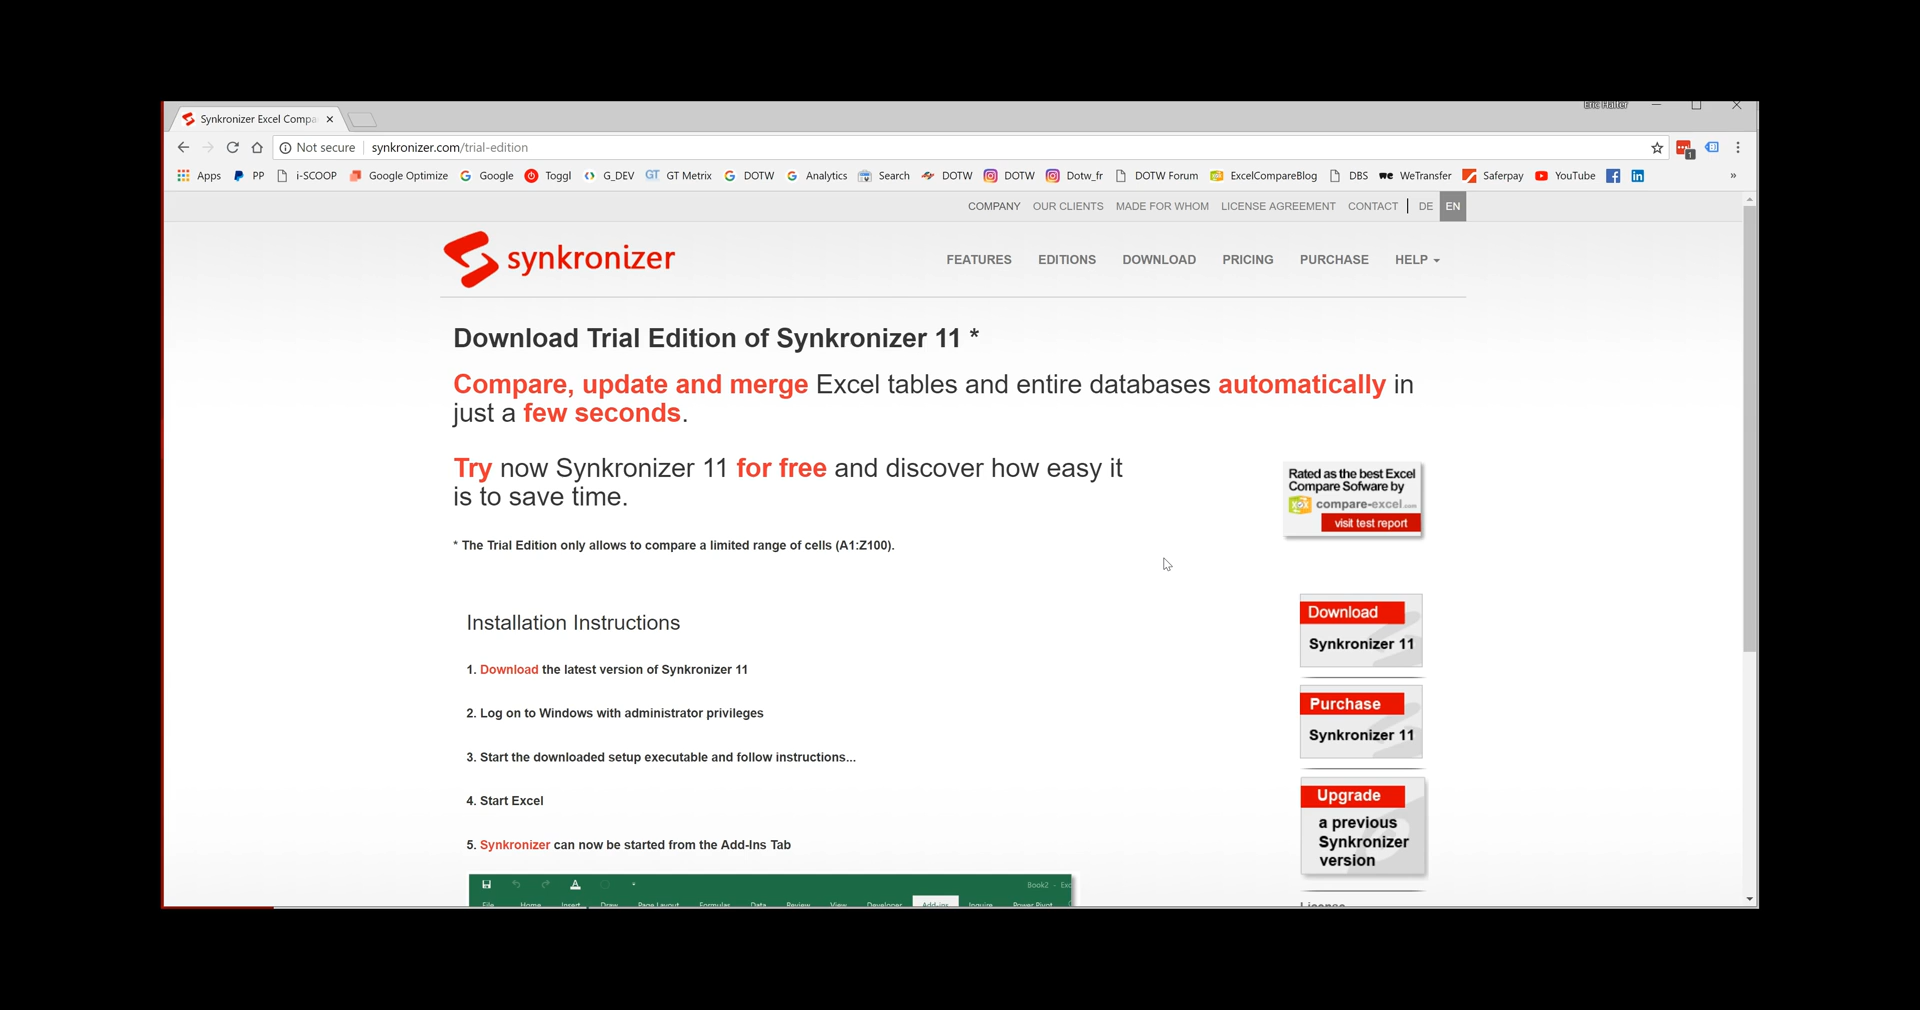 Eric Halter
Synkronizer Excel Compa
Not secure synkronizer.com/trial-edition
Apps PP i-SCOOP Google Optimize Google Toggl G_DEV GT GT Metrix DOTW Analytics Search DOTW DOTW Dotw_fr DOTW Forum ExcelCompareBlog DBS we WeTransfer Saferpay YouTube »
COMPANY OUR CLIENTS MADE FOR WHOM LICENSE AGREEMENT CONTACT DE EN
synkronizer
FEATURES EDITIONS DOWNLOAD PRICING PURCHASE HELP
Download Trial Edition of Synkronizer 11 *
Compare, update and merge Excel tables and entire databases automatically in
just a few seconds.
Try now Synkronizer 11 for free and discover how easy it
is to save time.
Rated as the best Excel
Compare Sofware by
compare-excel.com
visit test report
* The Trial Edition only allows to compare a limited range of cells (A1:Z100).
Installation Instructions
1. Download the latest version of Synkronizer 11
2. Log on to Windows with administrator privileges
3. Start the downloaded setup executable and follow instructions...
4. Start Excel
5. Synkronizer can now be started from the Add-Ins Tab
Download
Synkronizer 11
Purchase
Synkronizer 11
Upgrade
a previous
Synkronizer
version
License
Book2 - Exc
File Home Insert Draw Page Layout Formulas Data Review View Developer Add-ins Inquire Power Pivot